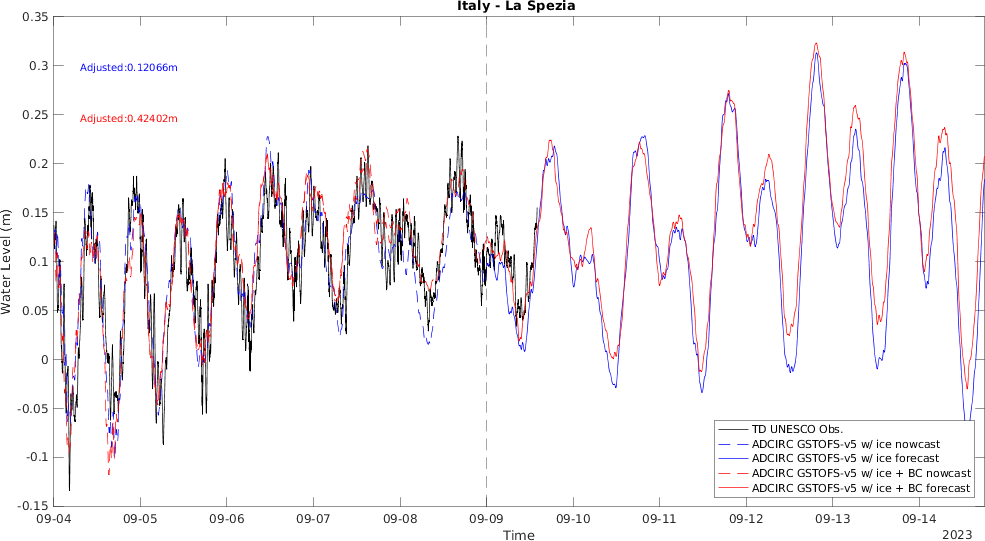 Italy - La Spezia
0.35
0.3
0.25
0.2
0.15
0.1
0.05
0
-0.05
-0.1
-0.15
Water Level (m)
Adjusted:0.12066m
Adjusted:0.42402m
TD UNESCO Obs.
ADCIRC GSTOFS-v5 w/ ice nowcast
ADCIRC GSTOFS-v5 w/ ice forecast
ADCIRC GSTOFS-v5 w/ ice + BC nowcast
ADCIRC GSTOFS-v5 w/ ice + BC forecast
09-04 09-05 09-06 09-07 09-08 09-09 09-10 09-11 09-12 09-13 09-14
Time
2023